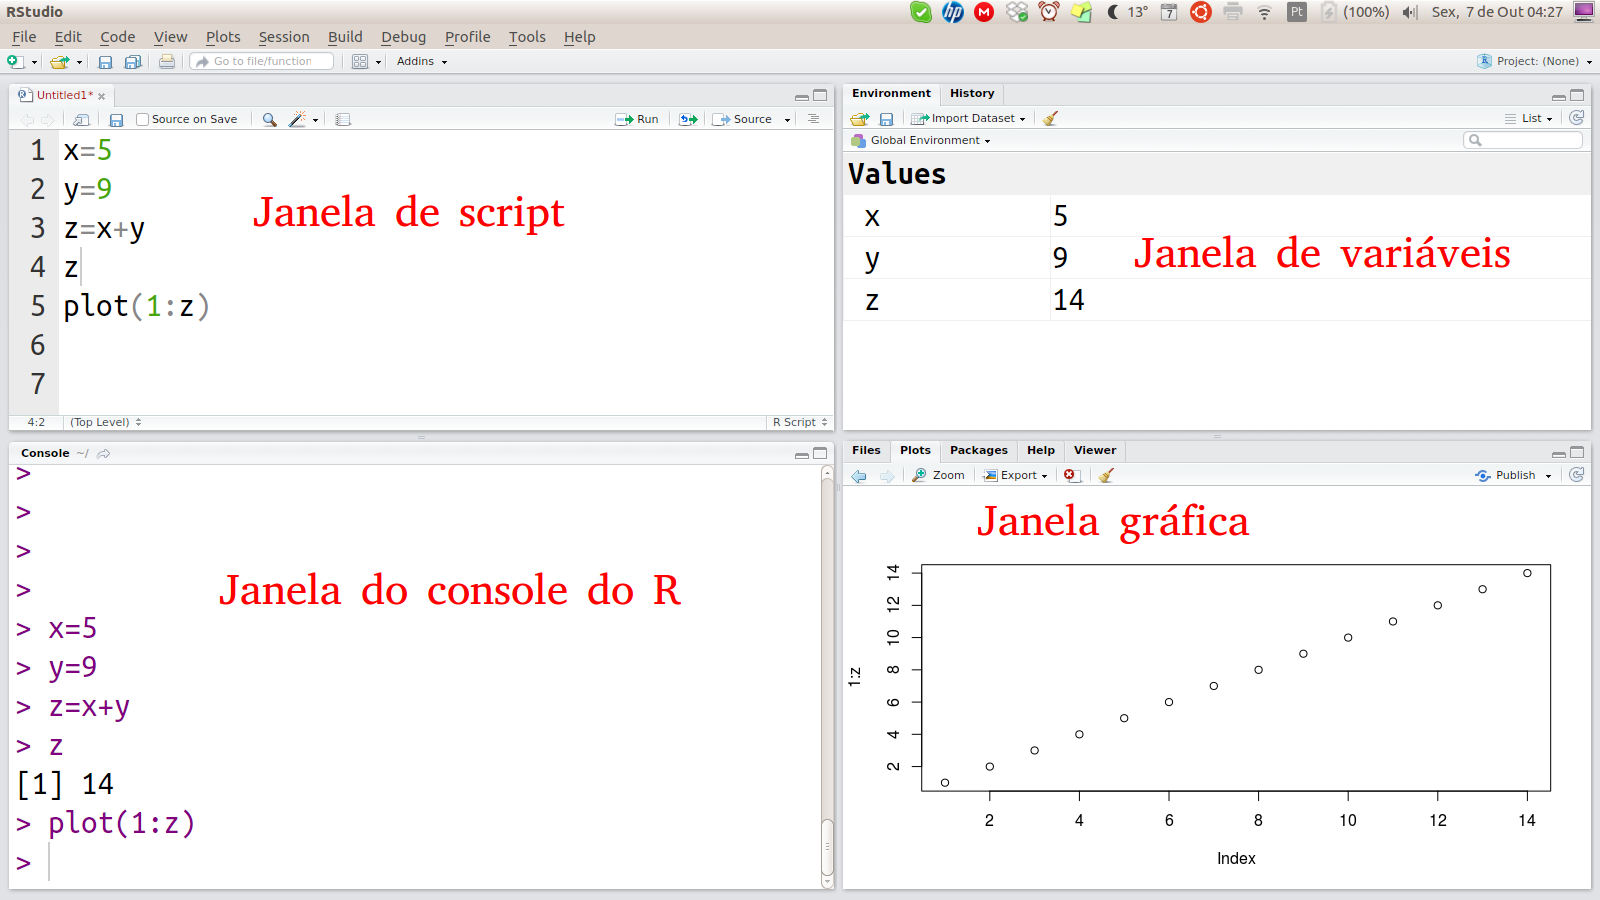 RStudio
13° 7 Pt (100%) Sex, 7 de Out 04:27
File Edit Code View Plots Session Build Debug Profile Tools Help
Go to file/function Addins Project: (None)
Untitled1*
Source on Save Run Source
1 x=5
2 y=9
3 z=x+y
4 z
5 plot(1:z)
6
7
Janela de script
4:2 (Top Level) R Script
Environment History
Import Dataset List
Global Environment
Values
x 5
y 9
z 14
Janela de variáveis
Console ~/
>
>
>
>
> x=5
> y=9
> z=x+y
> z
[1] 14
> plot(1:z)
>
Janela do console do R
Files Plots Packages Help Viewer
Zoom Export Publish
Janela gráfica
1:z
14
12
10
8
6
4
2
2 4 6 8 10 12 14
Index